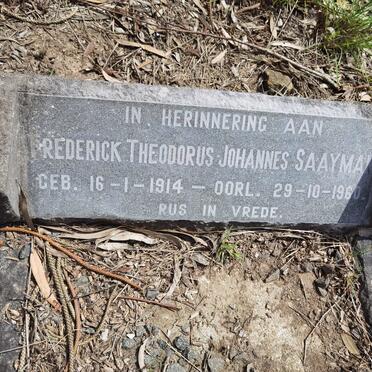 IN HERINNERING AAN
FREDERICK THEODORUS JOHANNES SAAYMAN
GEB. 16-1-1914 — OORL. 29-10-1960.
RUS IN VREDE.